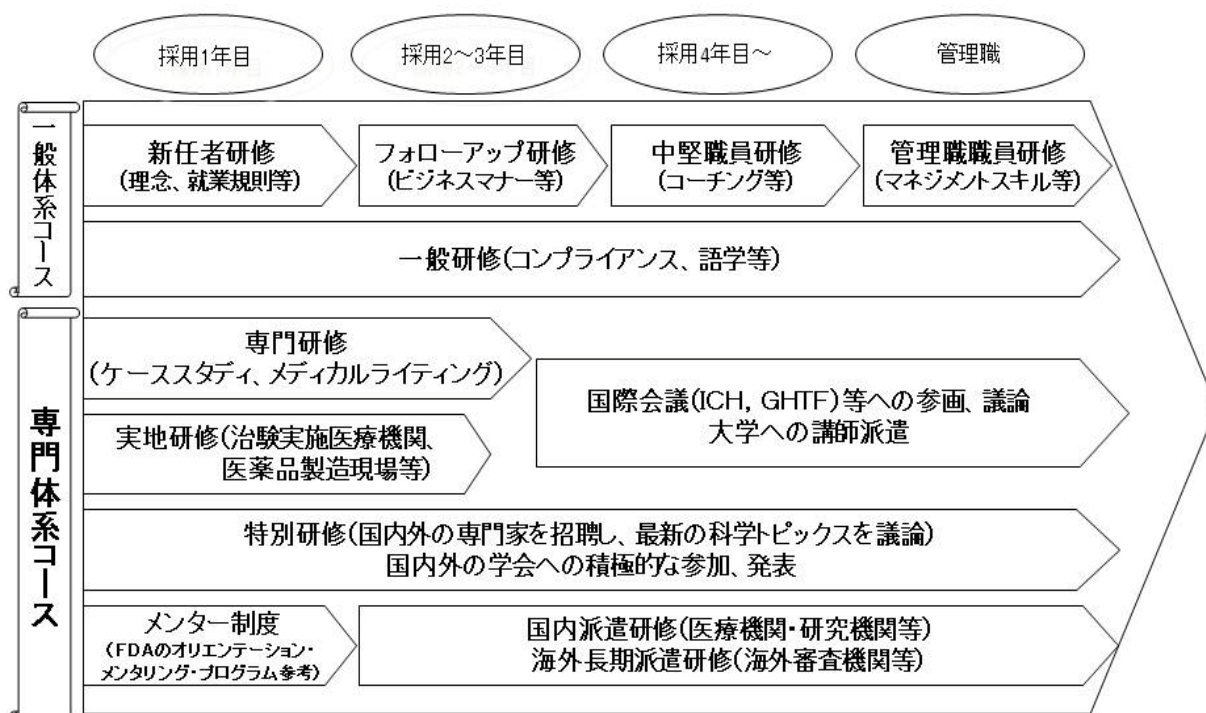 採用1年目
採用2～3年目
採用4年目～
管理職
一般体系コース
新任者研修
(理念、就業規則等)
フォローアップ研修
(ビジネスマナー等)
中堅職員研修
(コーチング等)
管理職職員研修
(マネジメントスキル等)
一般研修(コンプライアンス、語学等)
専門体系コース
専門研修
(ケーススタディ、メディカルライティング)
国際会議(ICH, GHTF)等への参画、議論
大学への講師派遣
実地研修(治験実施医療機関、
医薬品製造現場等)
特別研修(国内外の専門家を招聘し、最新の科学トピックスを議論)
国内外の学会への積極的な参加、発表
メンター制度
(FDAのオリエンテーション・
メンタリング・プログラム参考)
国内派遣研修(医療機関・研究機関等)
海外長期派遣研修(海外審査機関等)